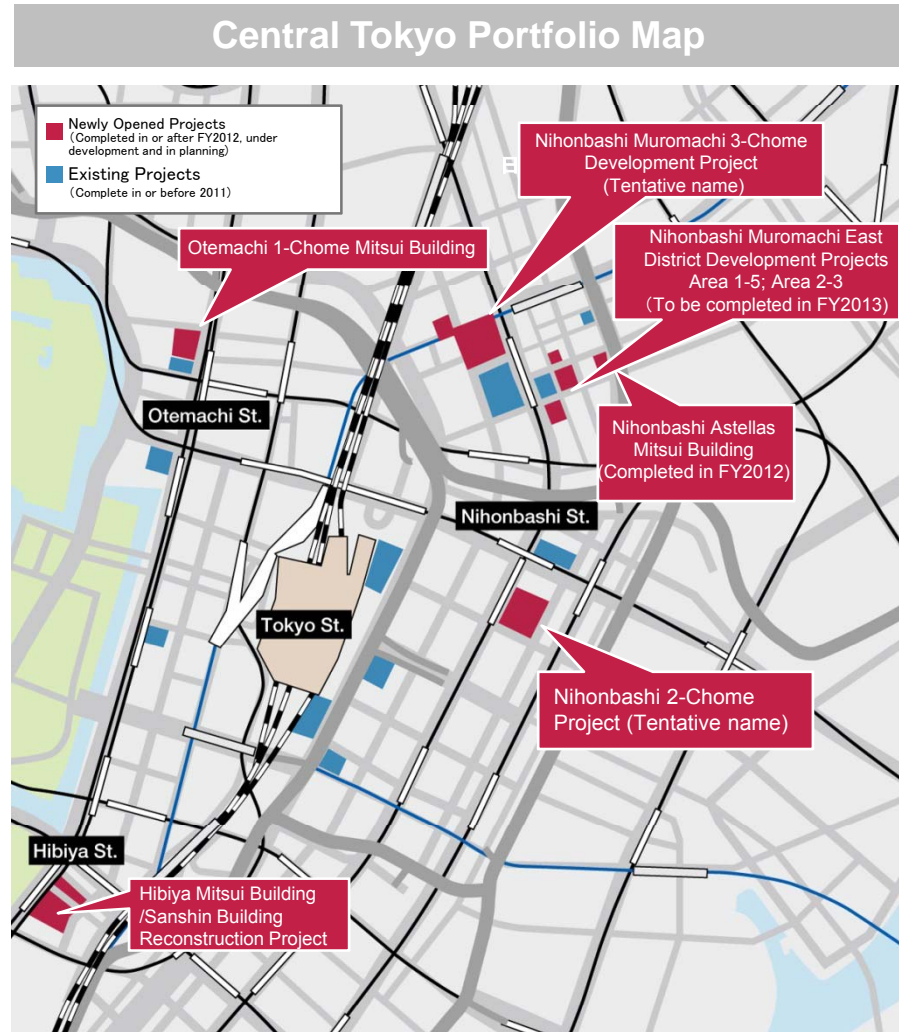 Central Tokyo Portfolio Map
Newly Opened Projects
(Completed in or after FY2012, under
development and in planning)
Existing Projects
(Complete in or before 2011)
Nihonbashi Muromachi 3-Chome
Development Project
(Tentative name)
Otemachi 1-Chome Mitsui Building
Nihonbashi Muromachi East
District Development Projects
Area 1-5; Area 2-3
（To be completed in FY2013）
Otemachi St.
Nihonbashi Astellas
Mitsui Building
(Completed in FY2012)
Nihonbashi St.
Tokyo St.
Nihonbashi 2-Chome
Project (Tentative name)
Hibiya St.
Hibiya Mitsui Building
/Sanshin Building
Reconstruction Project